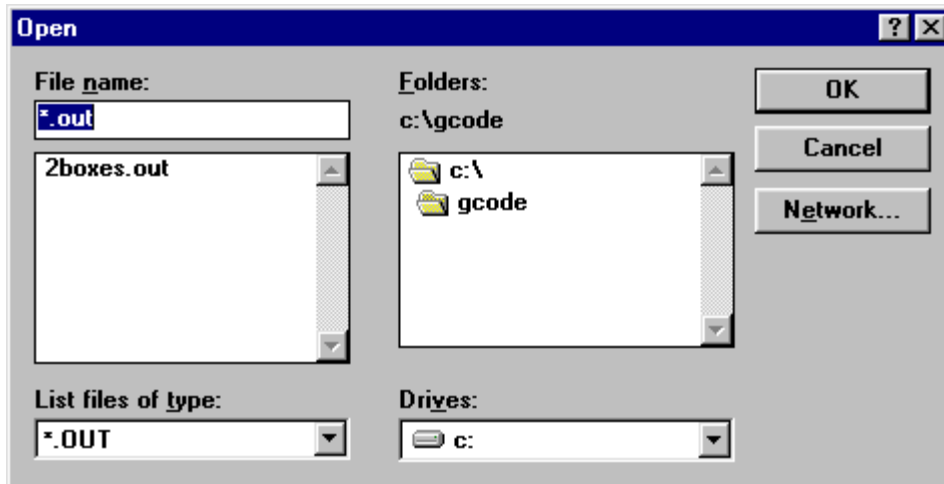 Open
File name:
*.out
2boxes.out
List files of type:
*.OUT
Folders:
c:\gcode
c:\
gcode
Drives:
c:
OK
Cancel
Network...